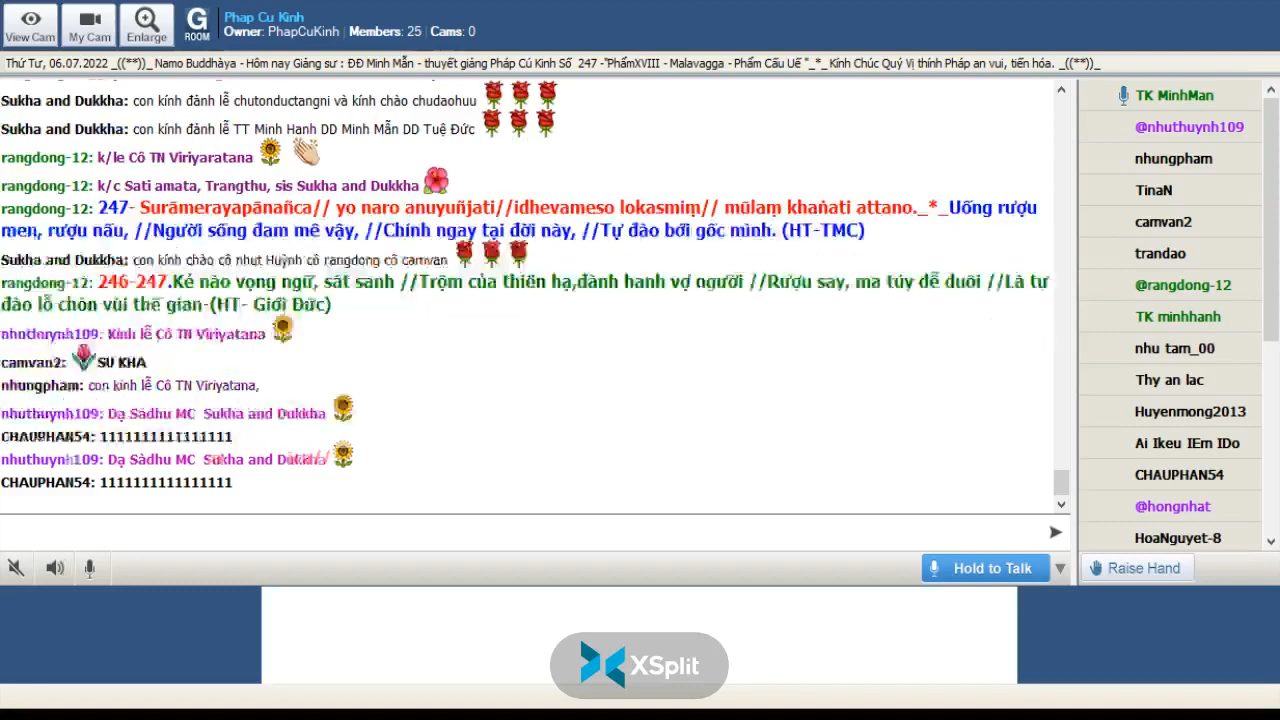 View Cam
My Cam
Enlarge
G
ROOM
Phap Cu Kinh
Owner: PhapCuKinh | Members: 25 | Cams: 0
Thứ Tư, 06.07.2022 _((**))_ Namo Buddhàya - Hôm nay Giảng sư : ĐĐ Minh Mẫn - thuyết giảng Pháp Cú Kinh Số 247 -"PhẩmXVIII - Malavagga - Phẩm Cấu Uế "_*_ Kính Chúc Quý Vị thính Pháp an vui, tiến hóa. _((**))_
Sukha and Dukkha: con kính đảnh lễ chutonductangni và kính chào chudaohuu
Sukha and Dukkha: con kính đảnh lễ TT Minh Hạnh DD Minh Mẫn DD Tuệ Đức
rangdong-12: k/le Cô TN Viriyaratana
rangdong-12: k/c Sati amata, Trangthu, sis Sukha and Dukkha
rangdong-12: 247- Surāmerayapānañca// yo naro anuyuñjati//idhevameso lokasmiṃ// mūlaṃ khaṅati attano._*_Uống rượu
men, rượu nấu, //Người sống đam mê vậy, //Chính ngay tại đời này, //Tự đào bới gốc mình. (HT-TMC)
Sukha and Dukkha: con kính chào cô như Huỳnh cô rangdong cô camvan
rangdong-12: 246-247.Kẻ nào vọng ngữ, sát sanh //Trộm của thiên hạ,dành hanh vợ người //Rượu say, ma túy dễ duôi //Là tự
đào lỗ chôn vùi thế gian-(HT- Giới Đức)
nhuthuynh109: Kính lễ Cô TN Viriyatana
camvan2: SU KHA
nhungpham: con kính lễ Cô TN Viriyatana,
nhuthuynh109: Dạ Sàdhu MC Sukha and Dukkha
CHAUPHAN54: 1111111111111111
nhuthuynh109: Dạ Sàdhu MC Sukha and Dukkha
CHAUPHAN54: 1111111111111111
Hold to Talk
TK MinhMan
@nhuthuynh109
nhungpham
TinaN
camvan2
trandao
@rangdong-12
TK minhhanh
nhu tam_00
Thy an lac
Huyenmong2013
Ai Ikeu IEm IDo
CHAUPHAN54
@hongnhat
HoaNguyet-8
Raise Hand
XSplit